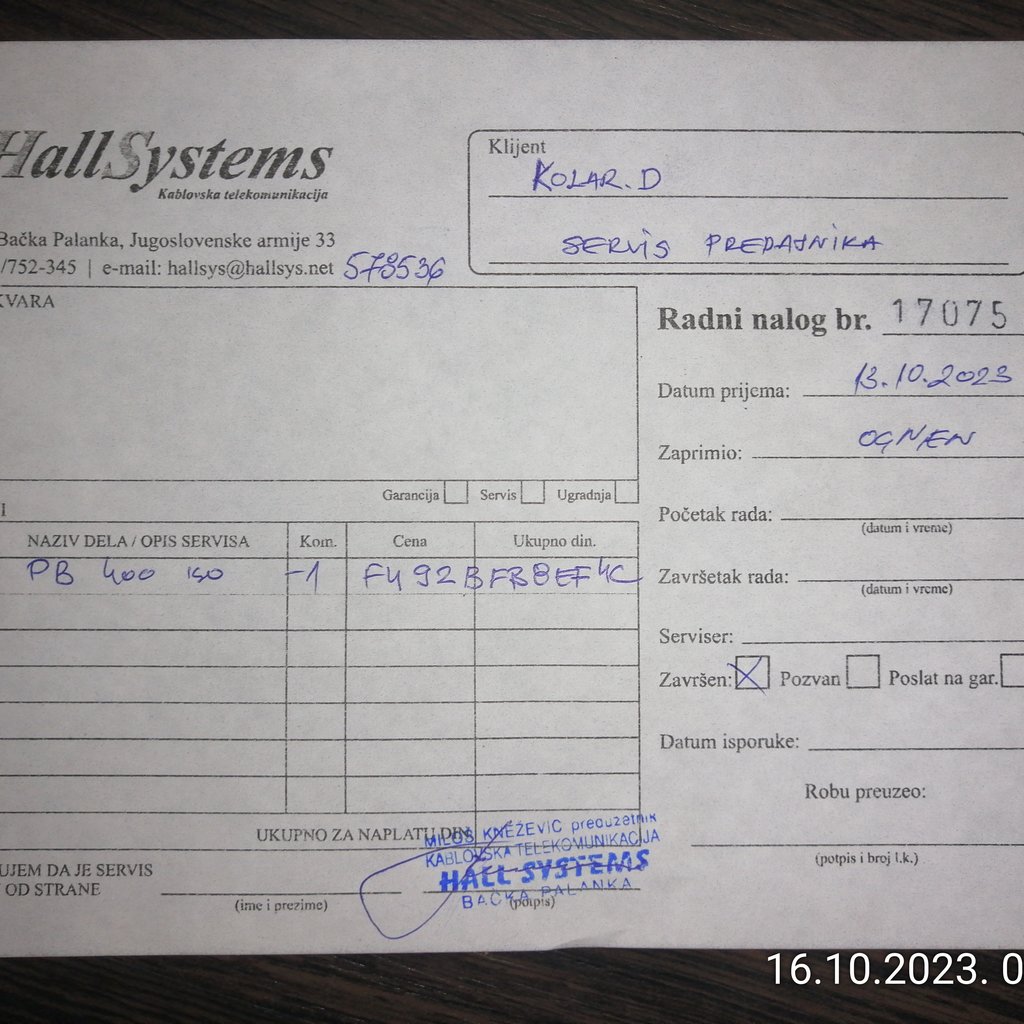 HallSystems
Kablovska telekomunikacija
Bačka Palanka, Jugoslovenske armije 33
/752-345 | e-mail: hallsys@hallsys.net 578536
Klijent
KOLAR. D
SERVIS PREDAJNIKA
KVARA
Garancija Servis Ugradnja
Radni nalog br. 17075
Datum prijema: 13.10.2023
Zaprimio: OGNJEN
Početak rada:
(datum i vreme)
Završetak rada:
(datum i vreme)
Serviser:
Završen: X Pozvan Poslat na gar.
Datum isporuke:
Robu preuzeo:
(potpis i broj l.k.)
I
NAZIV DELA / OPIS SERVISA Kom. Cena Ukupno din.
PB 400 ISO -1 F492BFB8EF4C
UKUPNO ZA NAPLATU DIN.
MILOŠ KNEŽEVIĆ preduzetnik
KABLOVSKA TELEKOMUNIKACIJA
HALL SYSTEMS
BAČKA PALANKA
UJEM DA JE SERVIS
OD STRANE
(ime i prezime) (potpis)
16.10.2023. 0